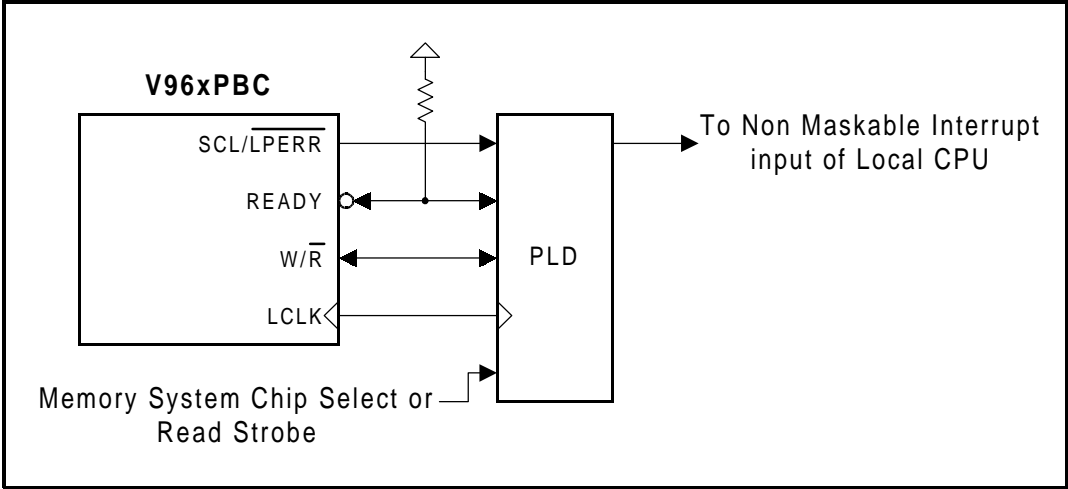 V96xPBC
SCL/LPERR
READY
W/R
LCLK
PLD
To Non Maskable Interrupt
input of Local CPU
Memory System Chip Select or
Read Strobe